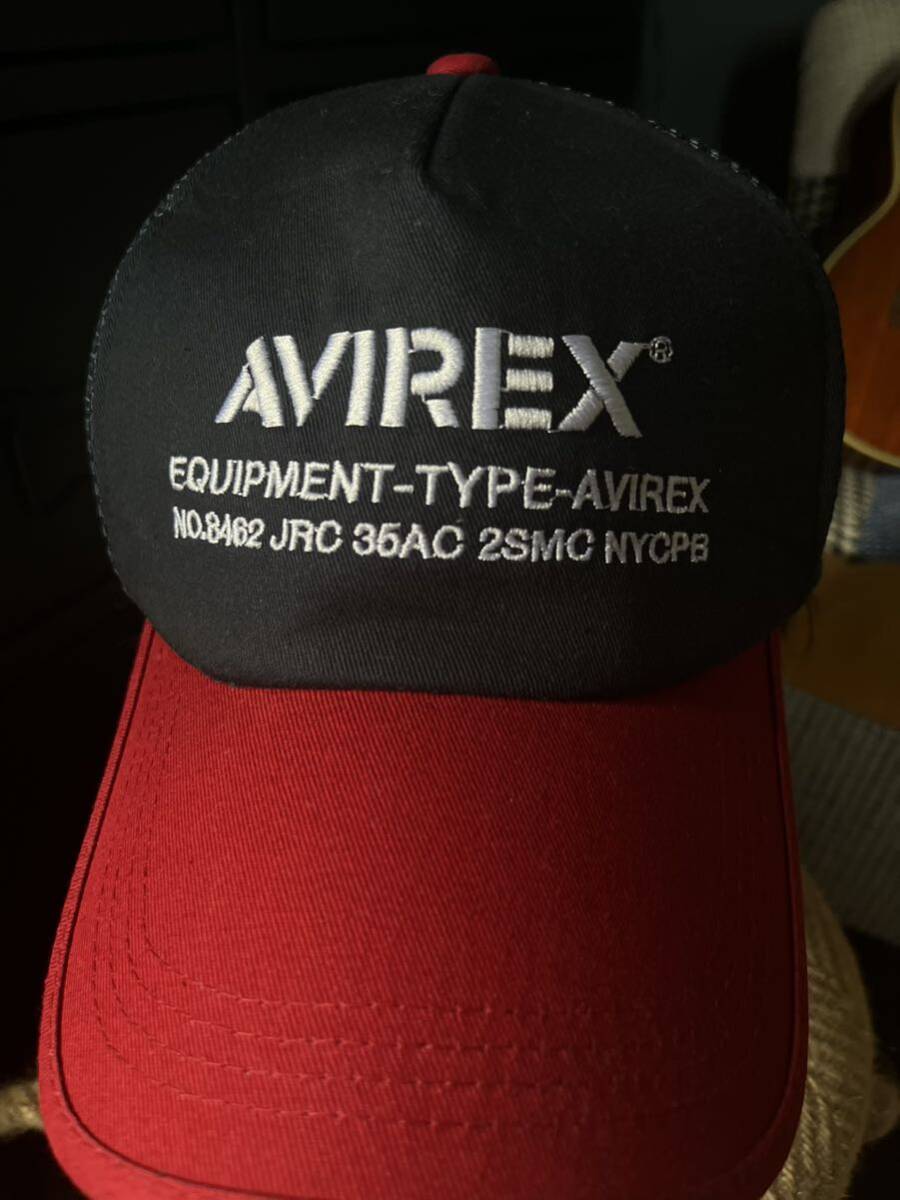 AVIREX®
EQUIPMENT-TYPE-AVIREX
NO.8462 JRC 35AC 2SMC NYCPB